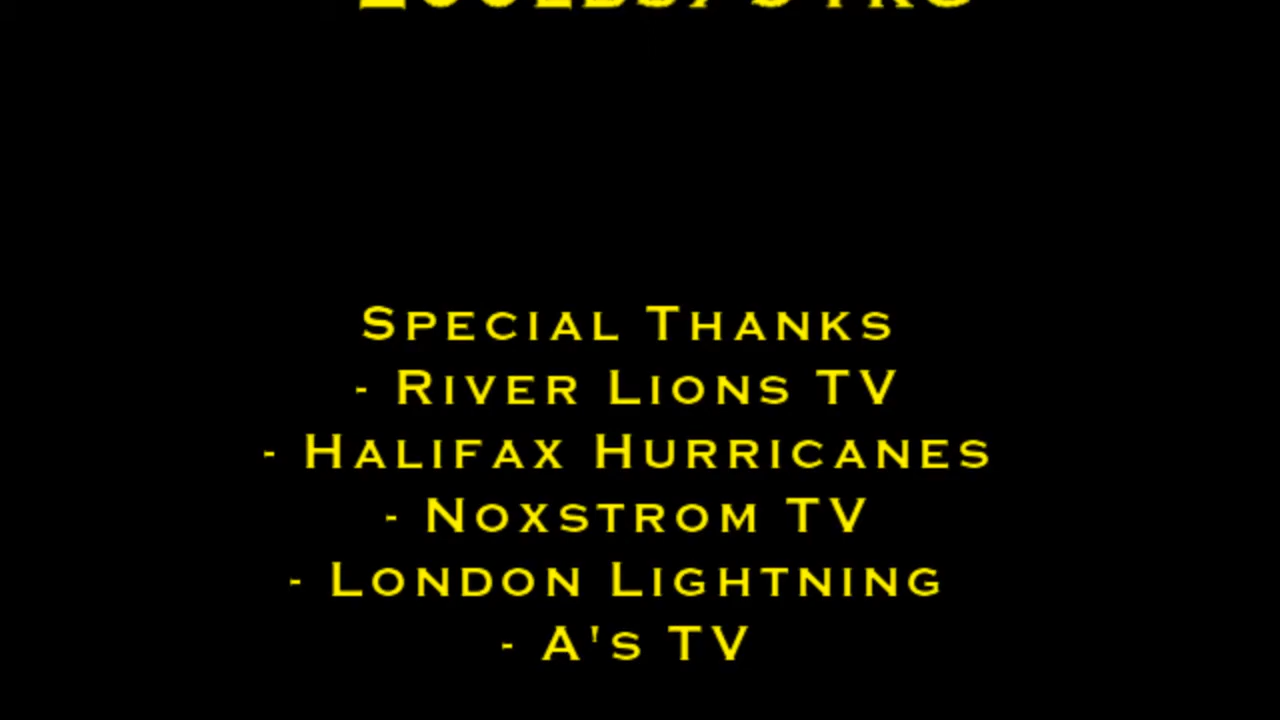 Special Thanks
- River Lions TV
- Halifax Hurricanes
- Noxstrom TV
- London Lightning
- A's TV